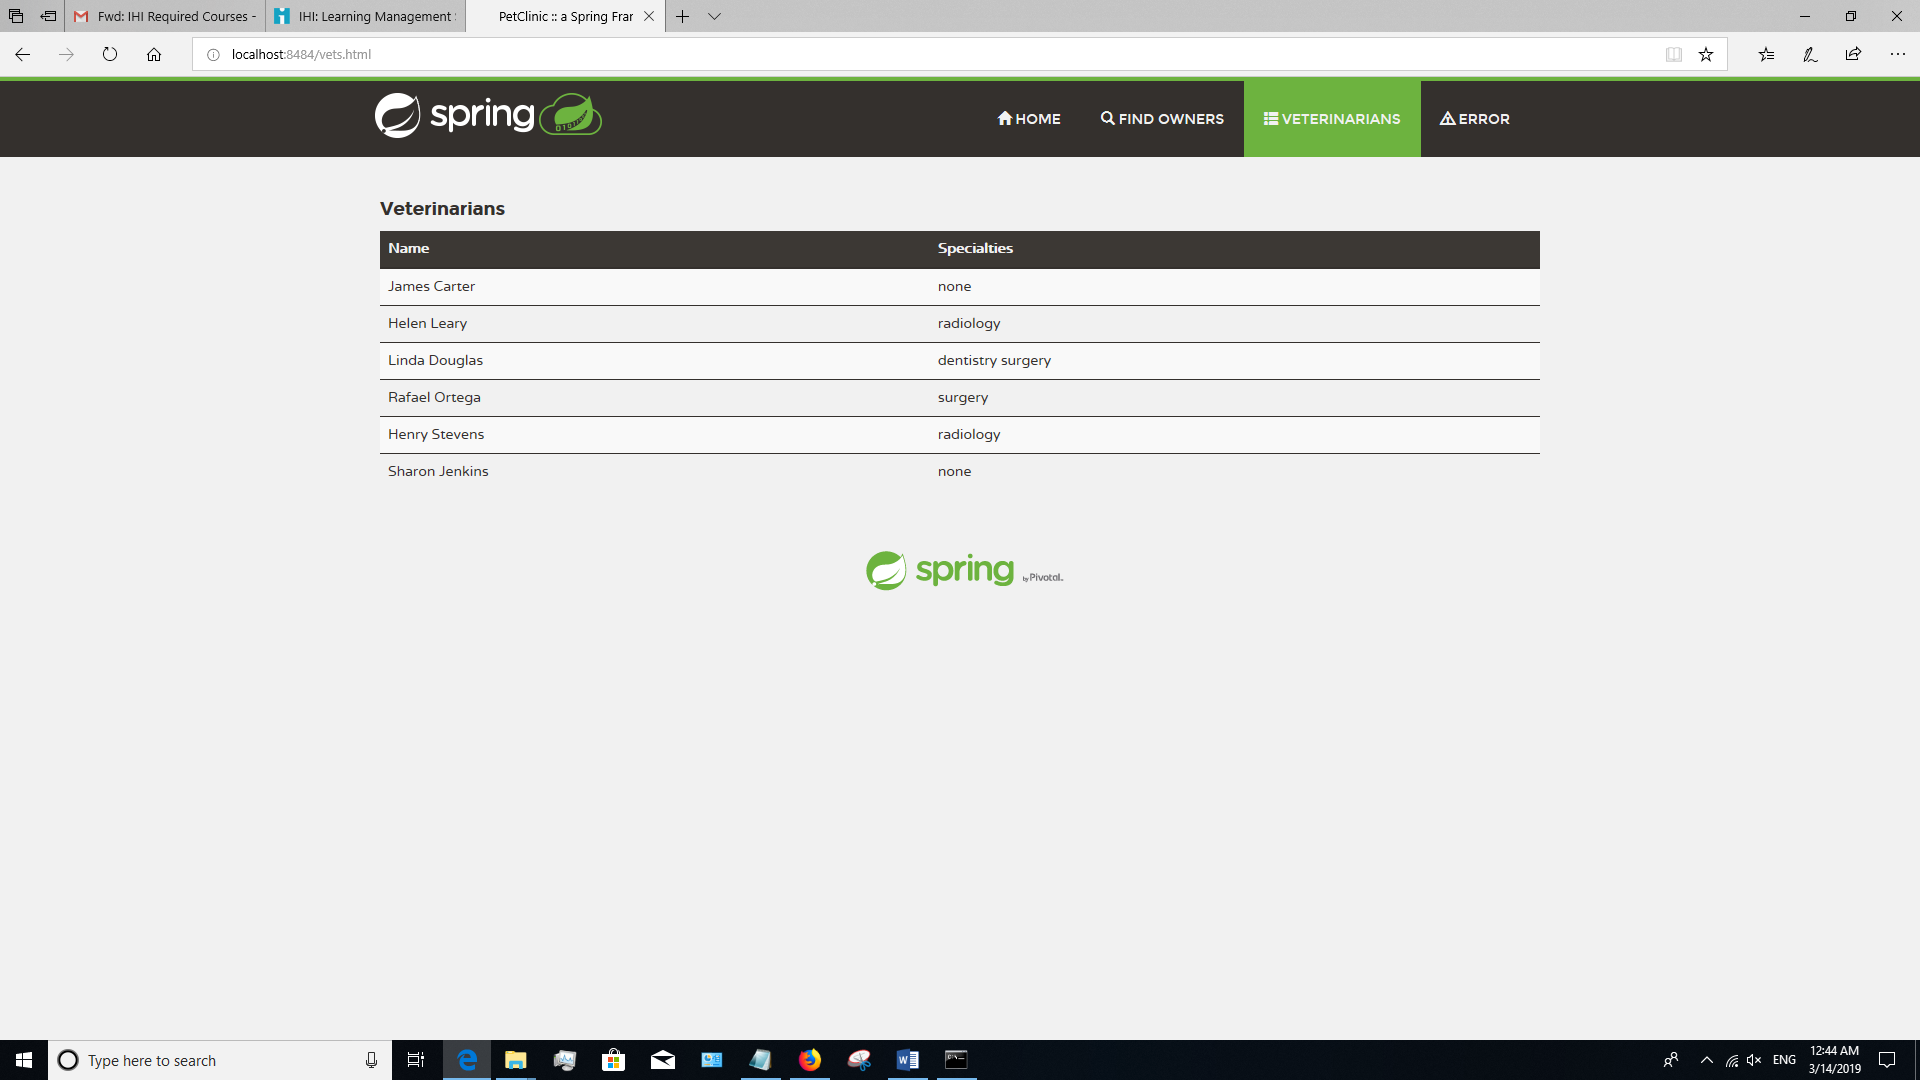 Fwd: IHI Required Courses -
IHI: Learning Management
PetClinic :: a Spring Fra
localhost:8484/vets.html
spring
HOME
FIND OWNERS
VETERINARIANS
ERROR
Veterinarians
Name Specialties
James Carter none
Helen Leary radiology
Linda Douglas dentistry surgery
Rafael Ortega surgery
Henry Stevens radiology
Sharon Jenkins none
spring by Pivotal.
Type here to search
ENG
12:44 AM
3/14/2019